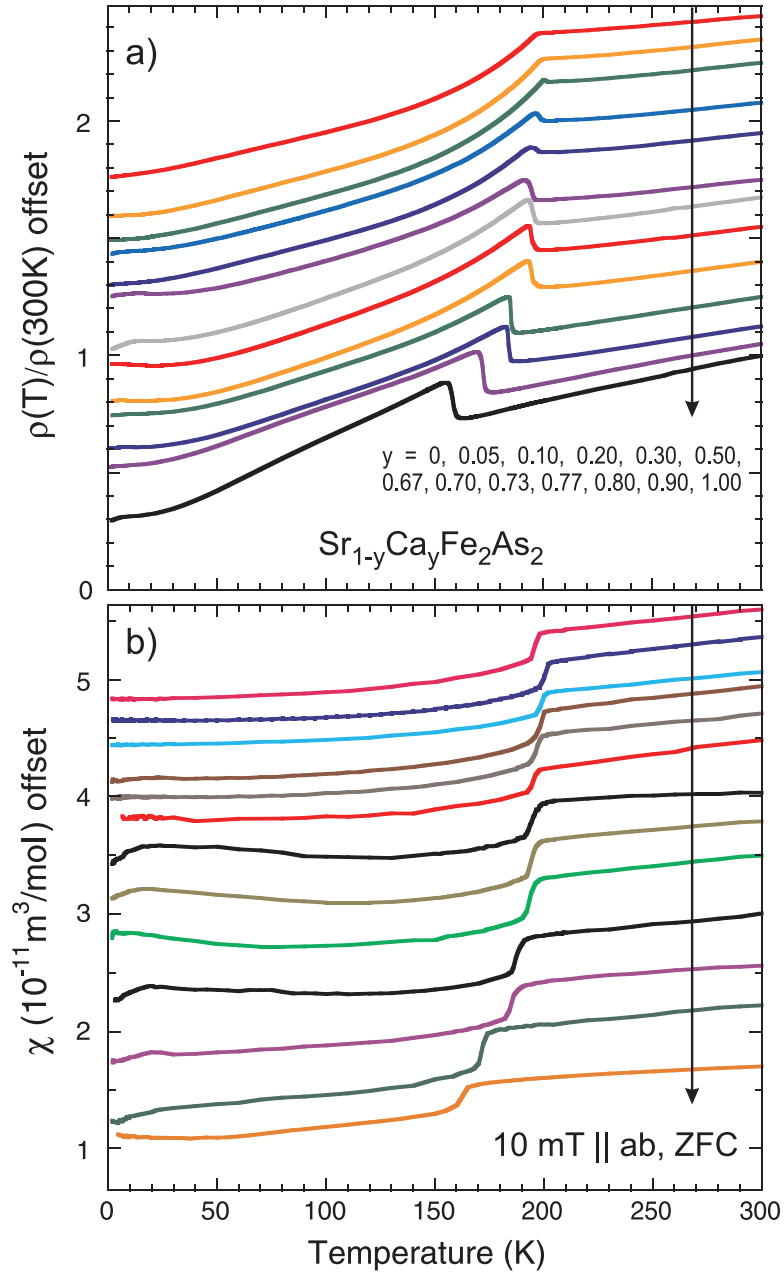 a)
2
1
0
ρ(T)/ρ(300K) offset
y = 0, 0.05, 0.10, 0.20, 0.30, 0.50,
0.67, 0.70, 0.73, 0.77, 0.80, 0.90, 1.00
Sr1-yCayFe2As2
b)
5
4
3
2
1
χ (10-11 m3/mol) offset
10 mT || ab, ZFC
0 50 100 150 200 250 300
Temperature (K)